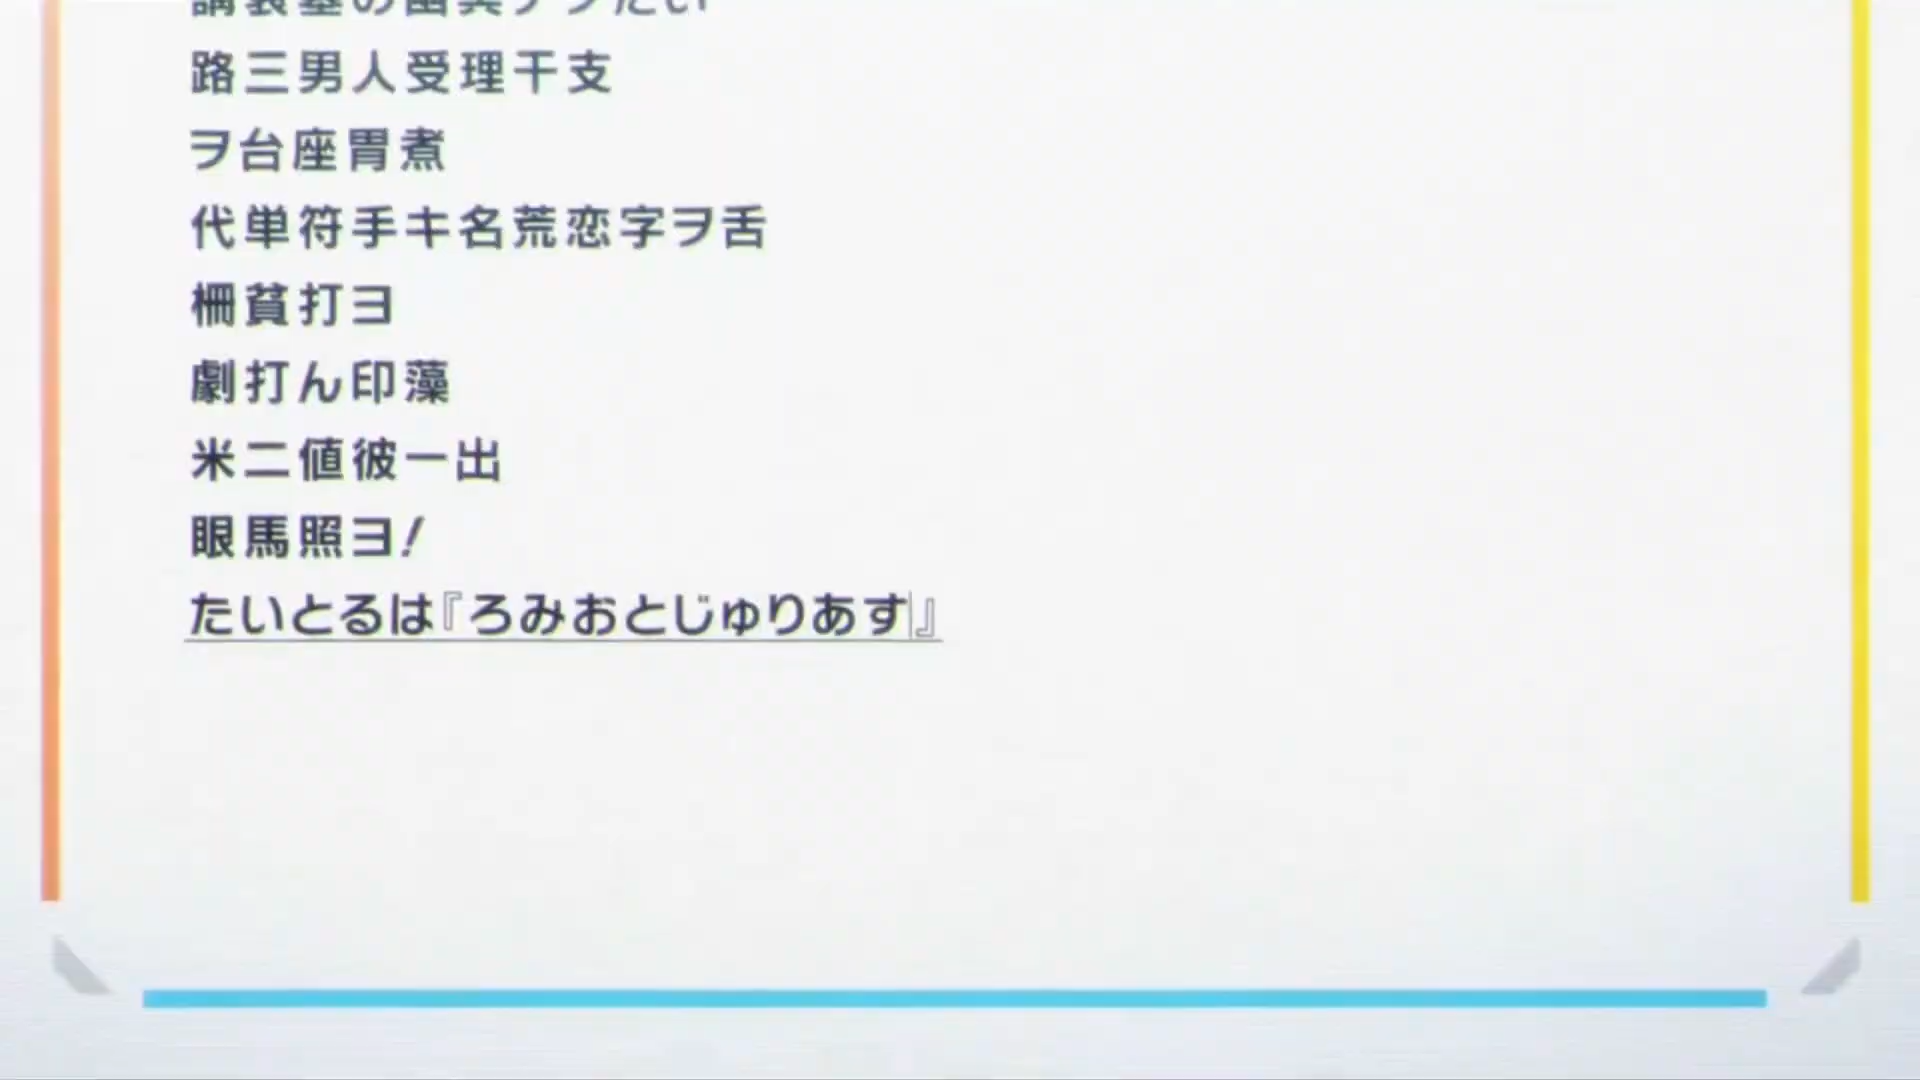 路三男人受理干支
ヲ台座胃煮
代単符手キ名荒恋字ヲ舌
柵貧打ヨ
劇打ん印藻
米二値彼一出
眼馬照ヨ!
たいとるは『ろみおとじゅりあす』